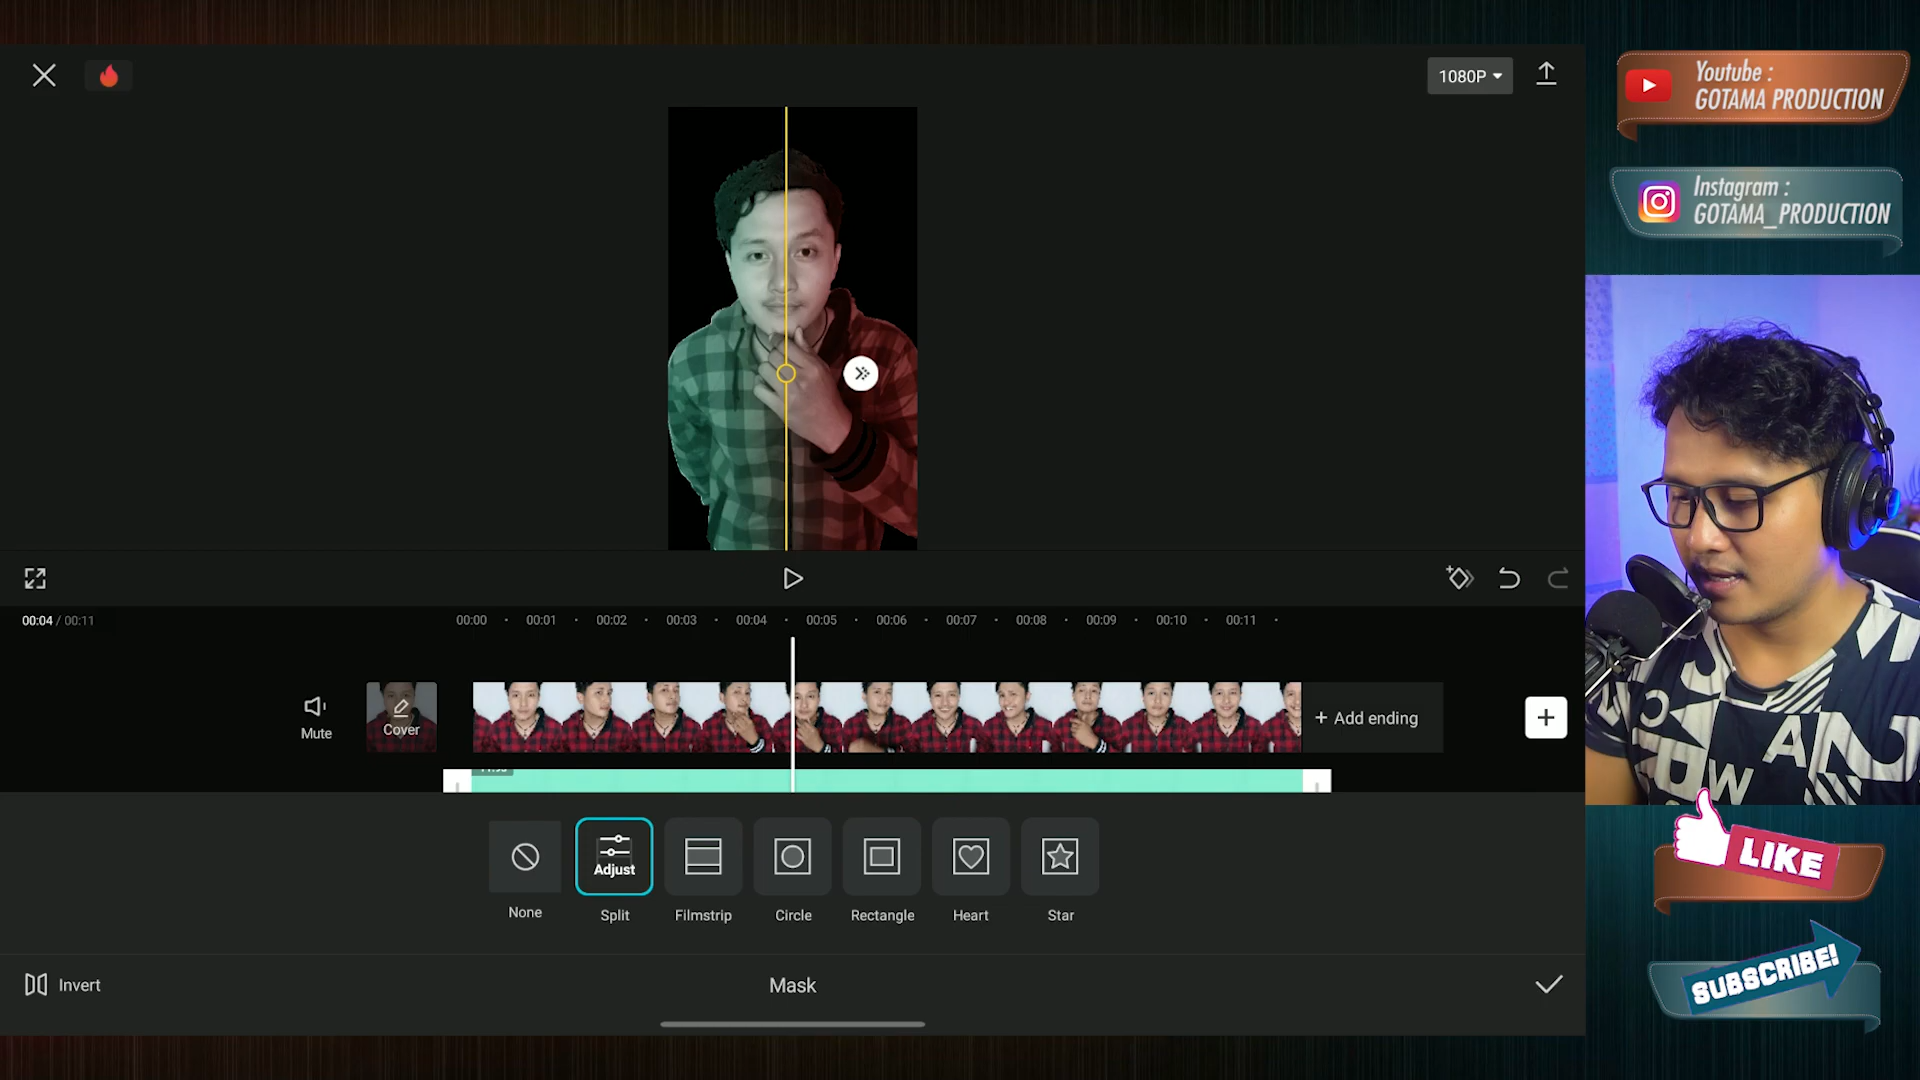 1080P
Youtube :
GOTAMA PRODUCTION
Instagram :
GOTAMA_PRODUCTION
00:04 / 00:11
00:00 · 00:01 · 00:02 · 00:03 · 00:04 · 00:05 · 00:06 · 00:07 · 00:08 · 00:09 · 00:10 · 00:11 ·
Mute
Cover
+ Add ending
Adjust
None
Split
Filmstrip
Circle
Rectangle
Heart
Star
Invert
Mask
LIKE
SUBSCRIBE!